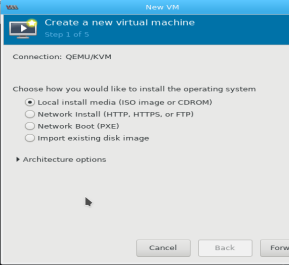 New VM
Create a new virtual machine
Step 1 of 5
Connection: QEMU/KVM
Choose how you would like to install the operating system
Local install media (ISO image or CDROM)
Network Install (HTTP, HTTPS, or FTP)
Network Boot (PXE)
Import existing disk image
Architecture options
Cancel
Back
Forw